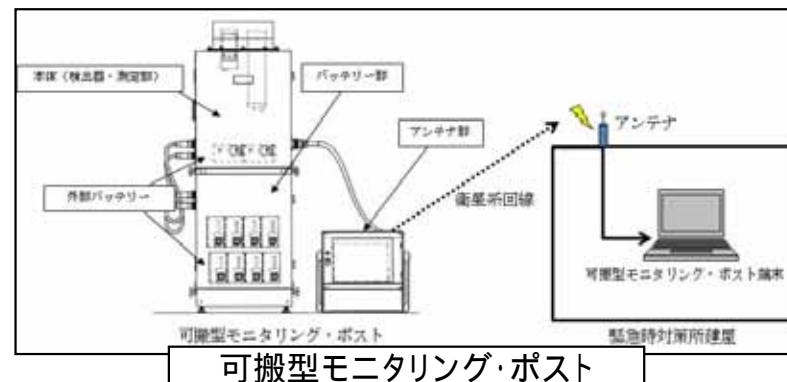 本体（検出器・測定部）
バッテリー部
アンテナ部
外部バッテリー
衛星系回線
アンテナ
可搬型モニタリング・ポスト端末
可搬型モニタリング・ポスト
緊急時対策所建屋
可搬型モニタリング・ポスト